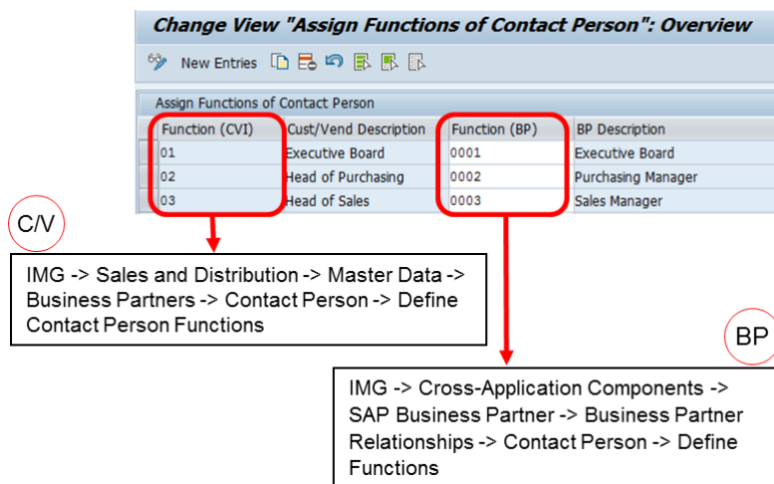 Change View "Assign Functions of Contact Person": Overview
New Entries
Assign Functions of Contact Person
Function (CVI) Cust/Vend Description Function (BP) BP Description
01 Executive Board 0001 Executive Board
02 Head of Purchasing 0002 Purchasing Manager
03 Head of Sales 0003 Sales Manager
C/V
IMG -> Sales and Distribution -> Master Data ->
Business Partners -> Contact Person -> Define
Contact Person Functions
BP
IMG -> Cross-Application Components ->
SAP Business Partner -> Business Partner
Relationships -> Contact Person -> Define
Functions